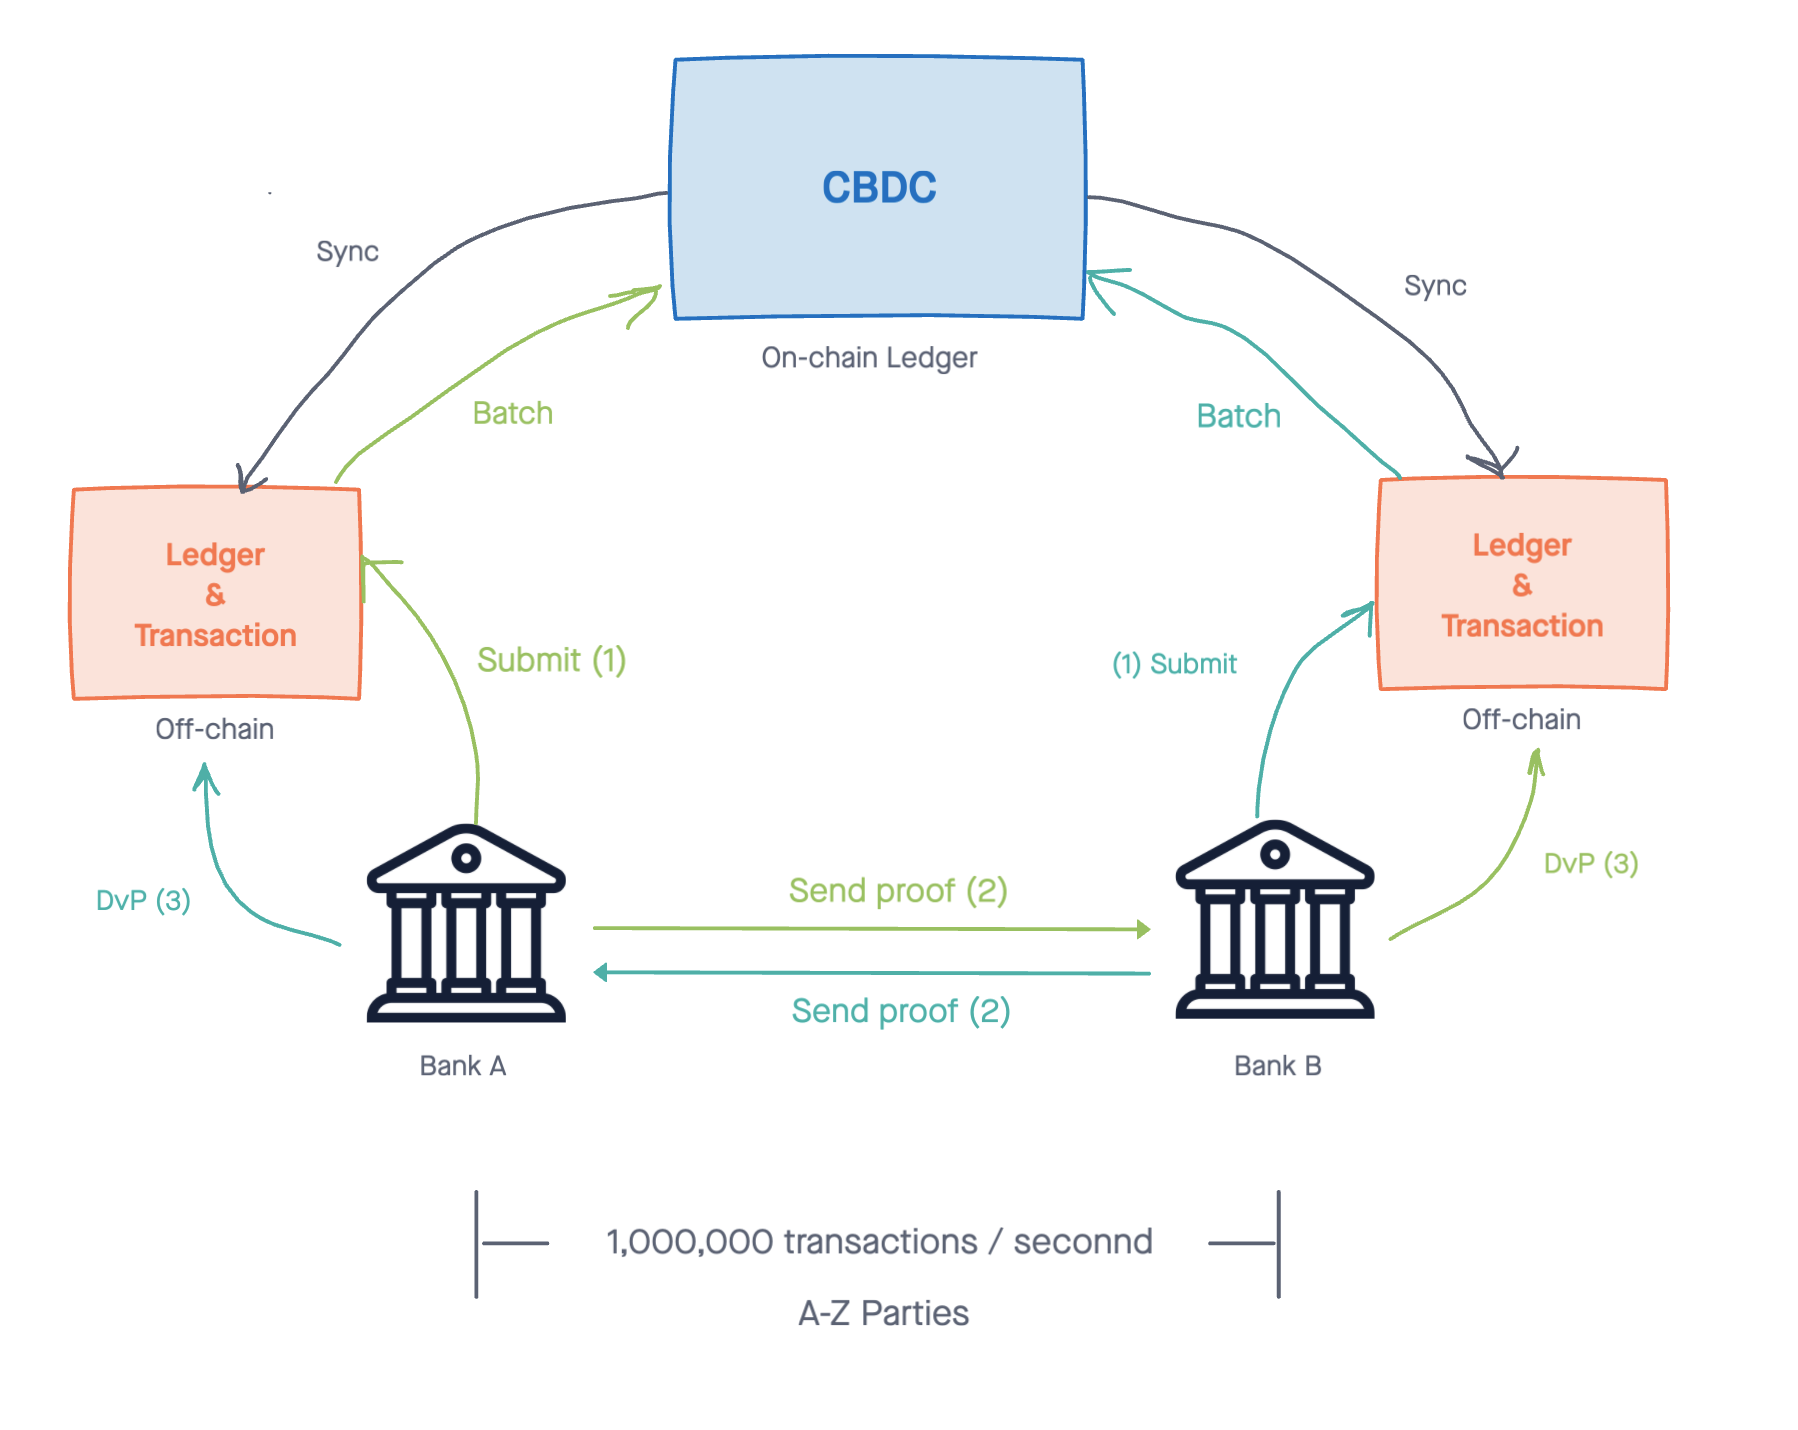 CBDC
Sync
Sync
On-chain Ledger
Batch
Batch
Ledger
&
Transaction
Ledger
&
Transaction
Submit (1)
(1) Submit
Off-chain
Off-chain
DvP (3)
Send proof (2)
DvP (3)
Send proof (2)
Bank A
Bank B
1,000,000 transactions / seconnd
A-Z Parties